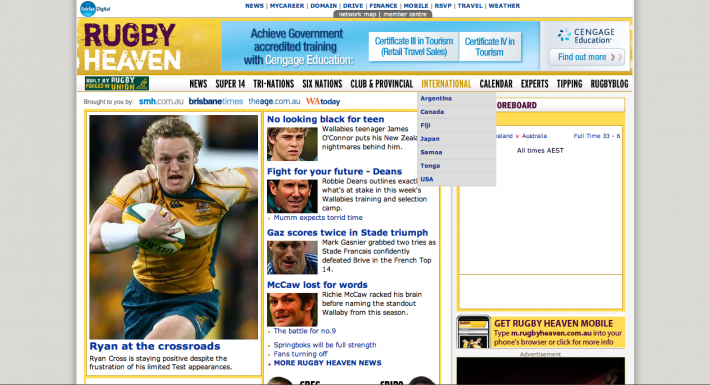 Fairfax Digital
NEWS | MYCAREER | DOMAIN | DRIVE | FINANCE | MOBILE | RSVP | TRAVEL | WEATHER
network map | member centre
RUGBY
HEAVEN
Achieve Government
accredited training
with Cengage Education:
Certificate III in Tourism
(Retail Travel Sales)
Certificate IV in
Tourism
CENGAGE
Education
Find out more
BUILT BY RUGBY
FORGED IN UNION
NEWS SUPER 14 TRI-NATIONS SIX NATIONS CLUB & PROVINCIAL INTERNATIONAL CALENDAR EXPERTS TIPPING RUGBYBLOG
Brought to you by: smh.com.au brisbanetimes theage.com.au WAtoday
Argentina
Canada
Fiji
Japan
Samoa
Tonga
USA
No looking black for teen
Wallabies teenager James
O'Connor puts his New Zeala
nightmares behind him.
Fight for your future - Deans
Robbie Deans outlines exact
what's at stake in this week's
Wallabies training and selection
camp.
Mumm expects torrid time
Gaz scores twice in Stade triumph
Mark Gasnier grabbed two tries as
Stade Francais confidently
defeated Brive in the French Top
14.
McCaw lost for words
Richie McCaw racked his brain
before naming the standout
Wallaby from this season.
The battle for no.9
Springboks will be full strength
Fans turning off
MORE RUGBY HEAVEN NEWS
Ryan at the crossroads
Ryan Cross is staying positive despite the
frustration of his limited Test appearances.
OREBOARD
ealand v Australia Full Time 33 - 6
All times AEST
GET RUGBY HEAVEN MOBILE
Type m.rugbyheaven.com.au into your
phone's browser or click for more info
Advertisement